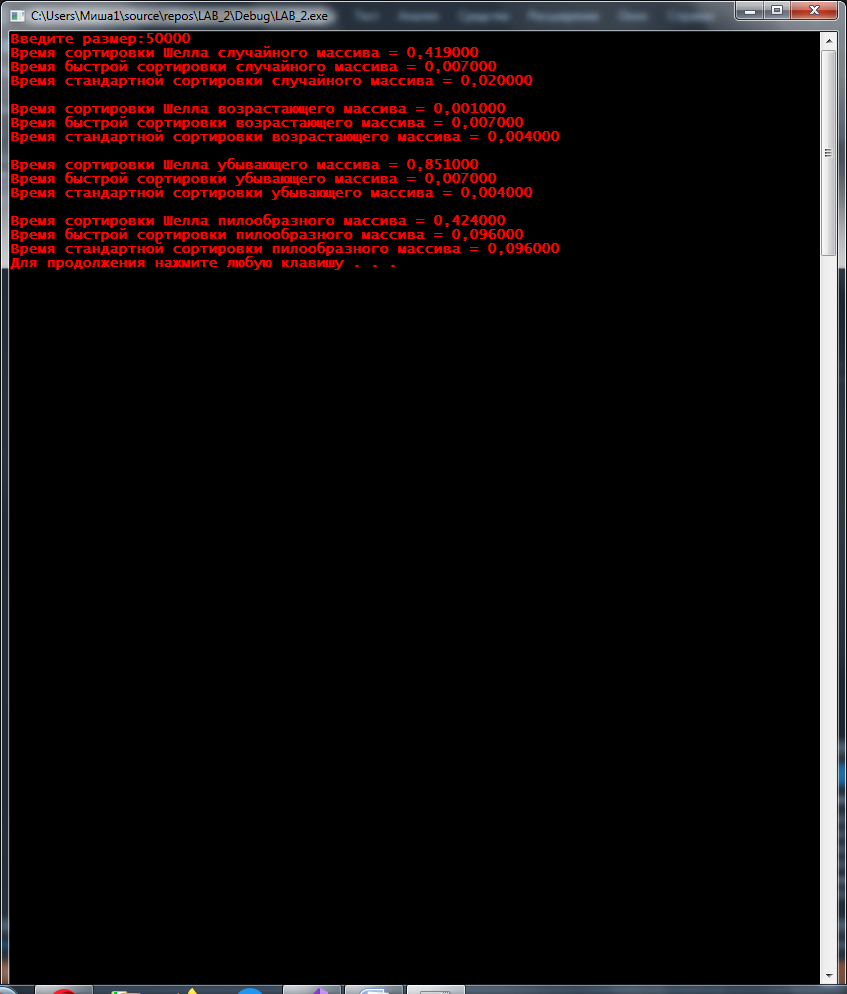 C:\Users\Миша1\source\repos\LAB_2\Debug\LAB_2.exe
Введите размер:50000
Время сортировки Шелла случайного массива = 0,419000
Время быстрой сортировки случайного массива = 0,007000
Время стандартной сортировки случайного массива = 0,020000
Время сортировки Шелла возрастающего массива = 0,001000
Время быстрой сортировки возрастающего массива = 0,007000
Время стандартной сортировки возрастающего массива = 0,004000
Время сортировки Шелла убывающего массива = 0,851000
Время быстрой сортировки убывающего массива = 0,007000
Время стандартной сортировки убывающего массива = 0,004000
Время сортировки Шелла пилообразного массива = 0,424000
Время быстрой сортировки пилообразного массива = 0,096000
Время стандартной сортировки пилообразного массива = 0,096000
Для продолжения нажмите любую клавишу . . .